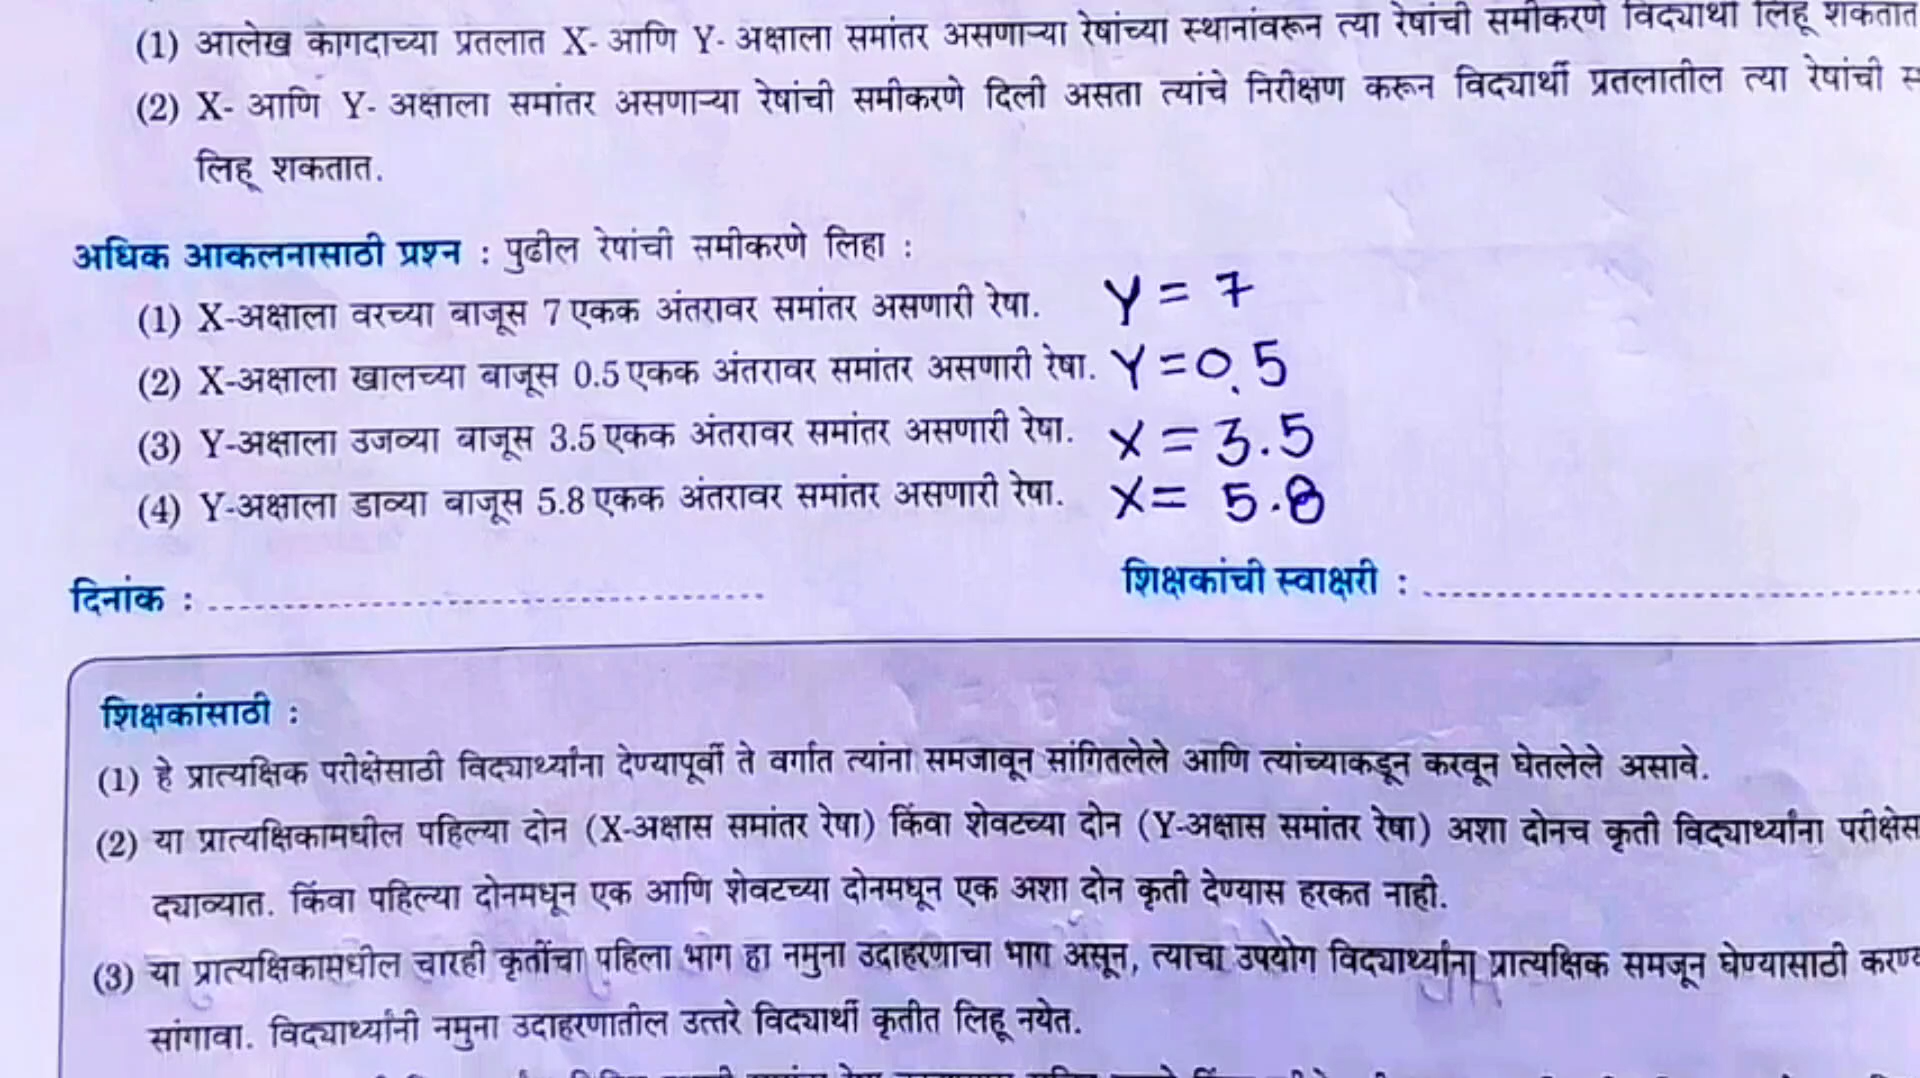 (1) आलेख कागदाच्या प्रतलात X- आणि Y- अक्षाला समांतर असणाऱ्या रेषांच्या स्थानांवरून त्या रेषांची समीकरणे विद्यार्थी लिहू शकतात
(2) X- आणि Y- अक्षाला समांतर असणाऱ्या रेषांची समीकरणे दिली असता त्यांचे निरीक्षण करून विद्यार्थी प्रतलातील त्या रेषांची
लिहू शकतात.
अधिक आकलनासाठी प्रश्न : पुढील रेषांची समीकरणे लिहा :
(1) X-अक्षाला वरच्या बाजूस 7 एकक अंतरावर समांतर असणारी रेषा. Y = 7
(2) X-अक्षाला खालच्या बाजूस 0.5 एकक अंतरावर समांतर असणारी रेषा. Y = 0.5
(3) Y-अक्षाला उजव्या बाजूस 3.5 एकक अंतरावर समांतर असणारी रेषा. X = 3.5
(4) Y-अक्षाला डाव्या बाजूस 5.8 एकक अंतरावर समांतर असणारी रेषा. X = 5.8
दिनांक : शिक्षकांची स्वाक्षरी :
शिक्षकांसाठी :
(1) हे प्रात्यक्षिक परीक्षेसाठी विद्यार्थ्यांना देण्यापूर्वी ते वर्गात त्यांना समजावून सांगितलेले आणि त्यांच्याकडून करवून घेतलेले असावे.
(2) या प्रात्यक्षिकामधील पहिल्या दोन (X-अक्षास समांतर रेषा) किंवा शेवटच्या दोन (Y-अक्षास समांतर रेषा) अशा दोनच कृती विद्यार्थ्यांना परीक्षेस
द्याव्यात. किंवा पहिल्या दोनमधून एक आणि शेवटच्या दोनमधून एक अशा दोन कृती देण्यास हरकत नाही.
(3) या प्रात्यक्षिकामधील चारही कृतींचा पहिला भाग हा नमुना उदाहरणाचा भाग असून, त्याचा उपयोग विद्यार्थ्यांना प्रात्यक्षिक समजून घेण्यासाठी करण्य
सांगावा. विद्यार्थ्यांनी नमुना उदाहरणातील उत्तरे विद्यार्थी कृतीत लिहू नयेत.